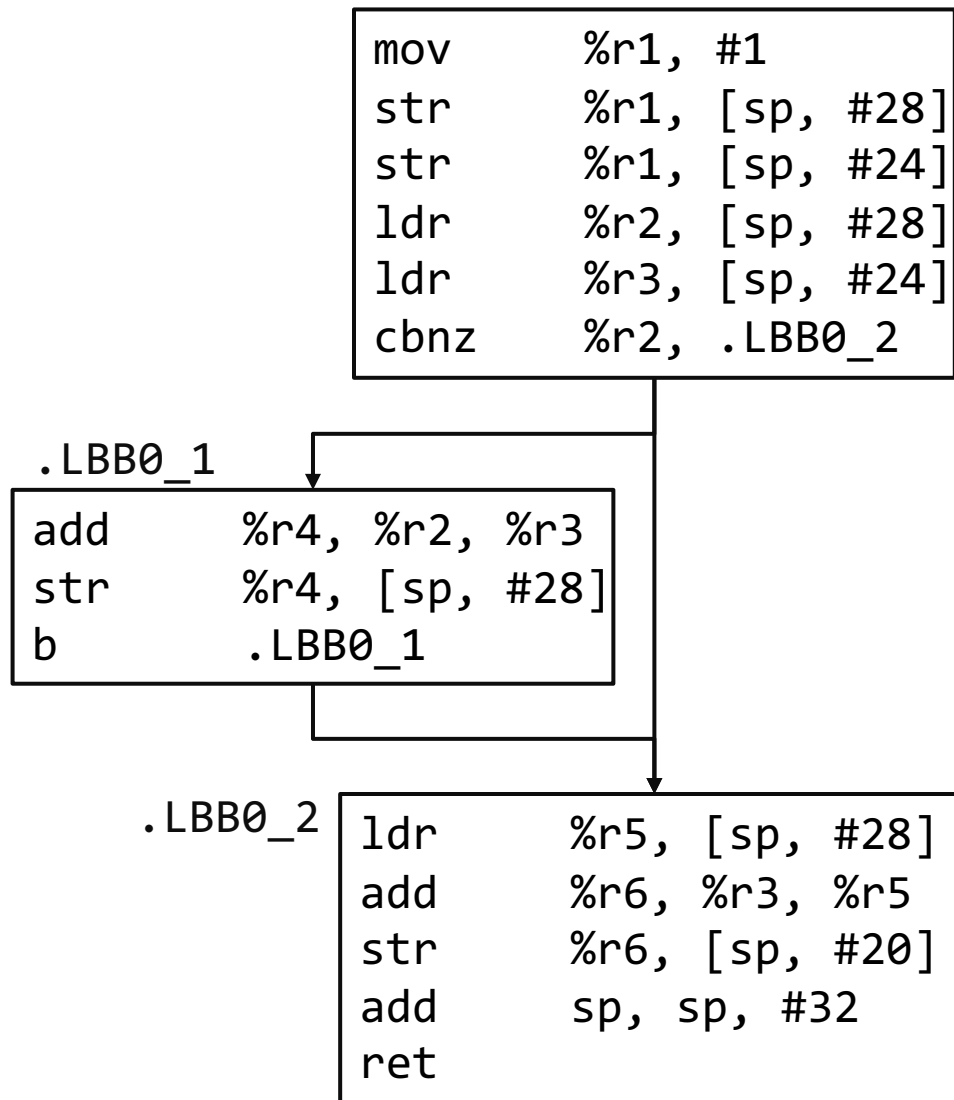 mov %r1, #1
str %r1, [sp, #28]
str %r1, [sp, #24]
ldr %r2, [sp, #28]
ldr %r3, [sp, #24]
cbnz %r2, .LBB0_2
.LBB0_1
add %r4, %r2, %r3
str %r4, [sp, #28]
b .LBB0_1
.LBB0_2
ldr %r5, [sp, #28]
add %r6, %r3, %r5
str %r6, [sp, #20]
add sp, sp, #32
ret